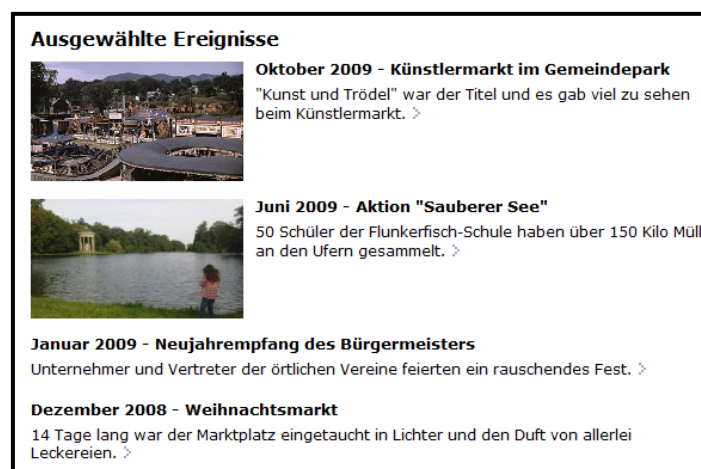 Ausgewählte Ereignisse
Oktober 2009 - Künstlermarkt im Gemeindepark
"Kunst und Trödel" war der Titel und es gab viel zu sehen
beim Künstlermarkt. >
Juni 2009 - Aktion "Sauberer See"
50 Schüler der Flunkerfisch-Schule haben über 150 Kilo Müll
an den Ufern gesammelt. >
Januar 2009 - Neujahrempfang des Bürgermeisters
Unternehmer und Vertreter der örtlichen Vereine feierten ein rauschendes Fest. >
Dezember 2008 - Weihnachtsmarkt
14 Tage lang war der Marktplatz eingetaucht in Lichter und den Duft von allerlei
Leckereien. >